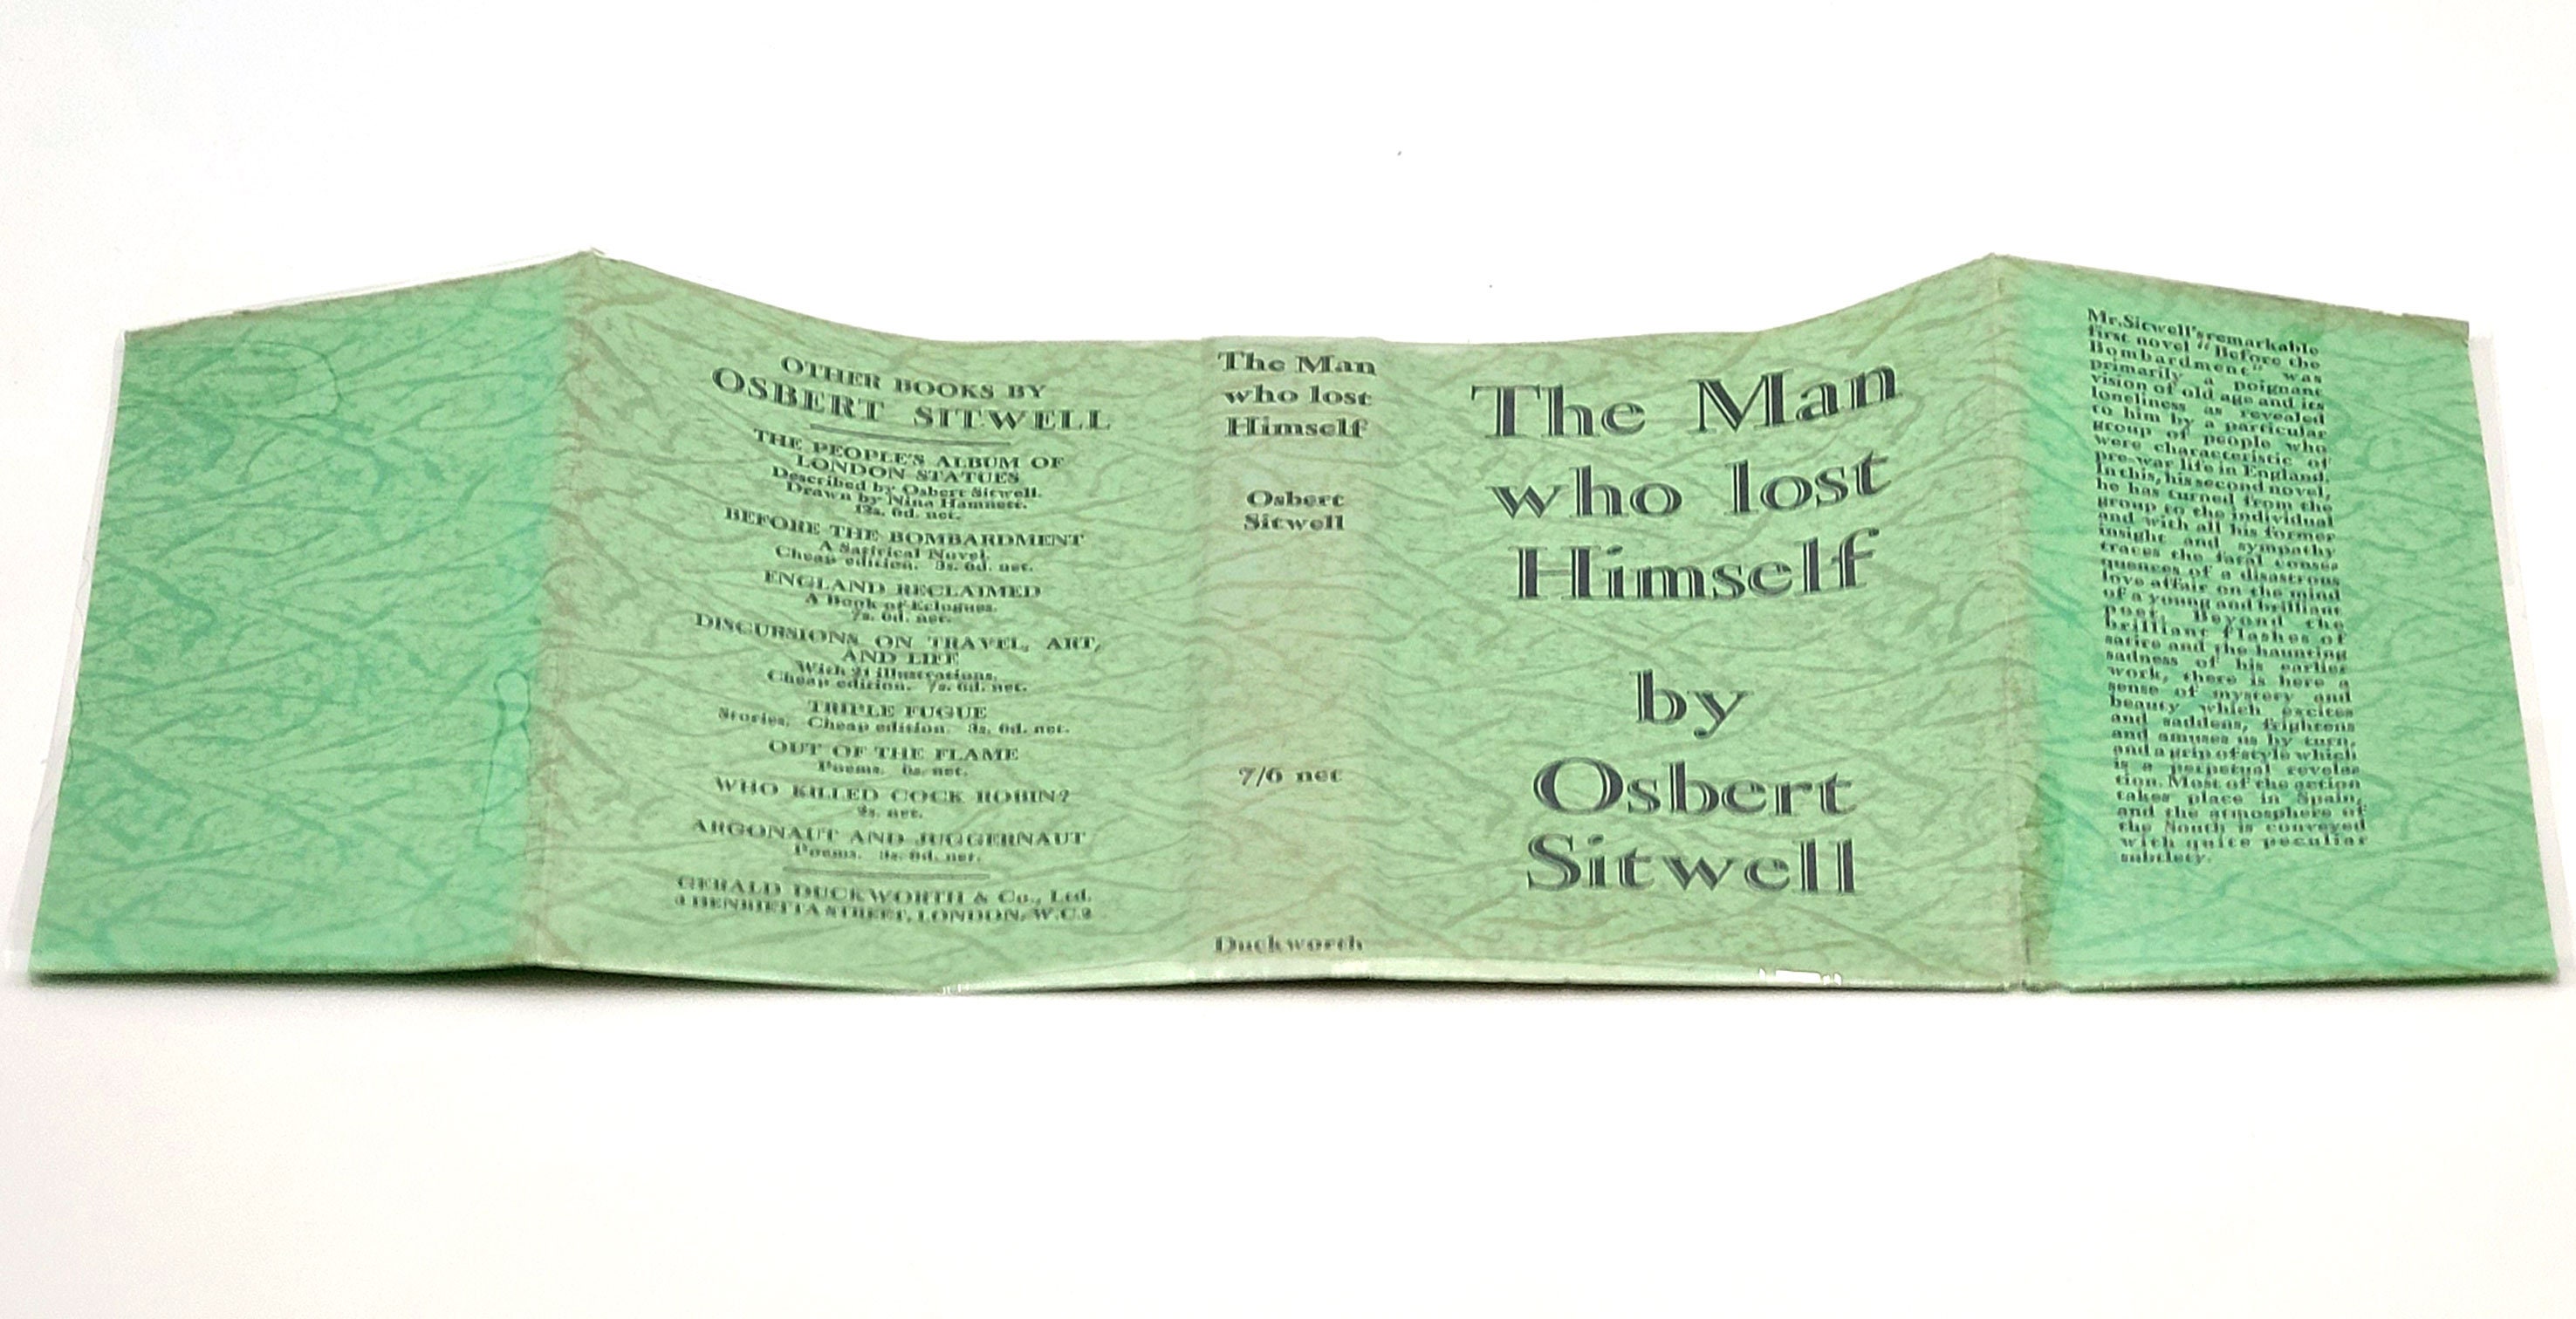 OTHER BOOKS BY
OSBERT SITWELL
THE PEOPLE'S ALBUM OF
LONDON STATUES
Described by Osbert Sitwell.
Drawn by Nina Hamnett.
12s. 6d. net.
BEFORE THE BOMBARDMENT
A Satirical Novel.
Cheap edition. 3s. 6d. net.
ENGLAND RECLAIMED
A Book of Eclogues.
7s. 6d. net.
DISCURSIONS ON TRAVEL, ART,
AND LIFE
With 21 illustrations.
Cheap edition. 7s. 6d. net.
TRIPLE FUGUE
Stories. Cheap edition 3s. 6d. net.
OUT OF THE FLAME
Poems. 6s. net.
WHO KILLED COCK ROBIN?
2s. net.
ARGONAUT AND JUGGERNAUT
Poems. 3s. 6d. net.
GERALD DUCKWORTH & Co., Ltd.
3 HENRIETTA STREET, LONDON, W.C.2
The Man
who lost
Himself
Osbert
Sitwell
7/6 net
Duckworth
The Man
who lost
Himself
by
Osbert
Sitwell
Mr. Sitwell's remarkable
first novel "Before the
Bombardment" was
primarily a poignant
vision of old age and its
loneliness as revealed
to him by a particular
group of people who
were characteristic of
pre-war life in England.
In this, his second novel,
he has turned from the
group to the individual
and with all his former
insight and sympathy
traces the fatal conse
quences of a disastrous
love affair on the mind
of a young and brilliant
poet. Beyond the
brilliant flashes of
satire and the haunting
sadness of his earlier
work, there is here a
sense of mystery and
beauty which excites
and saddens, frightens
and amuses us by turn,
and a grip of style which
is a perpetual revela
tion. Most of the action
takes place in Spain,
and the atmosphere of
the South is conveyed
with quite peculiar
subtlety.